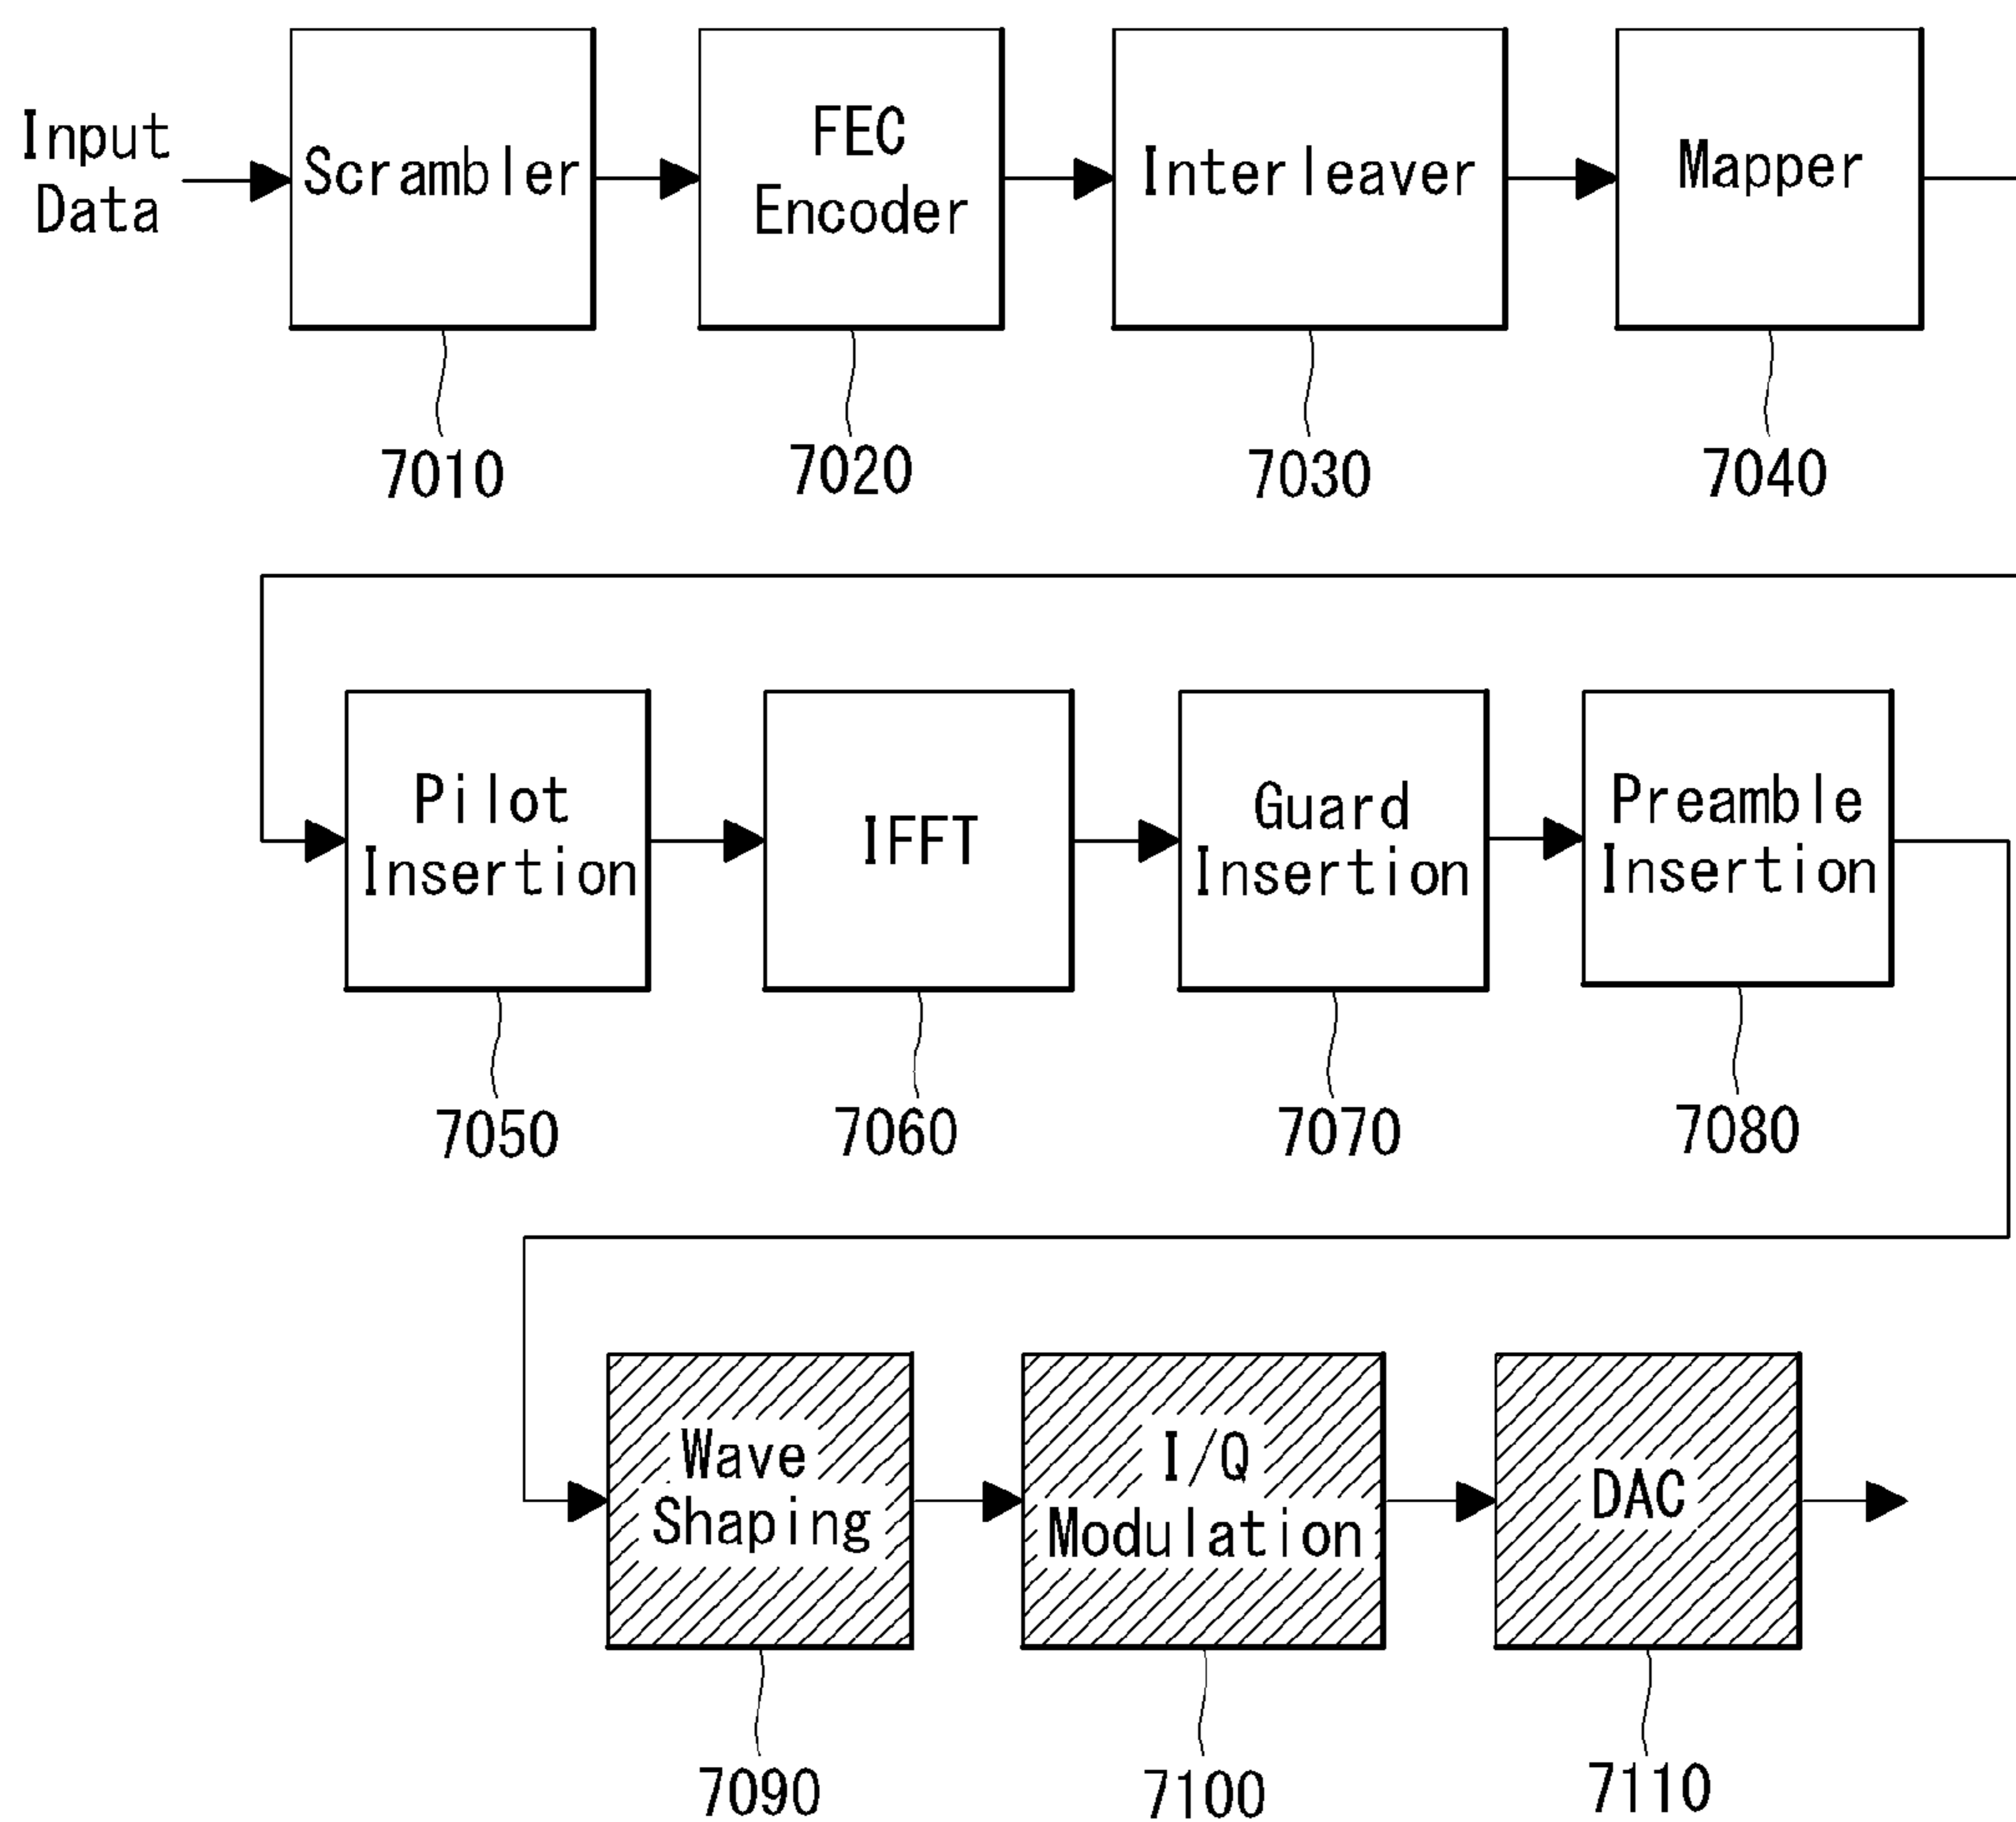 Input
Data
Scrambler
FEC
Encoder
Interleaver
Mapper
7010
7020
7030
7040
Pilot
Insertion
IFFT
Guard
Insertion
Preamble
Insertion
7050
7060
7070
7080
Wave
Shaping
I/Q
Modulation
DAC
7090
7100
7110